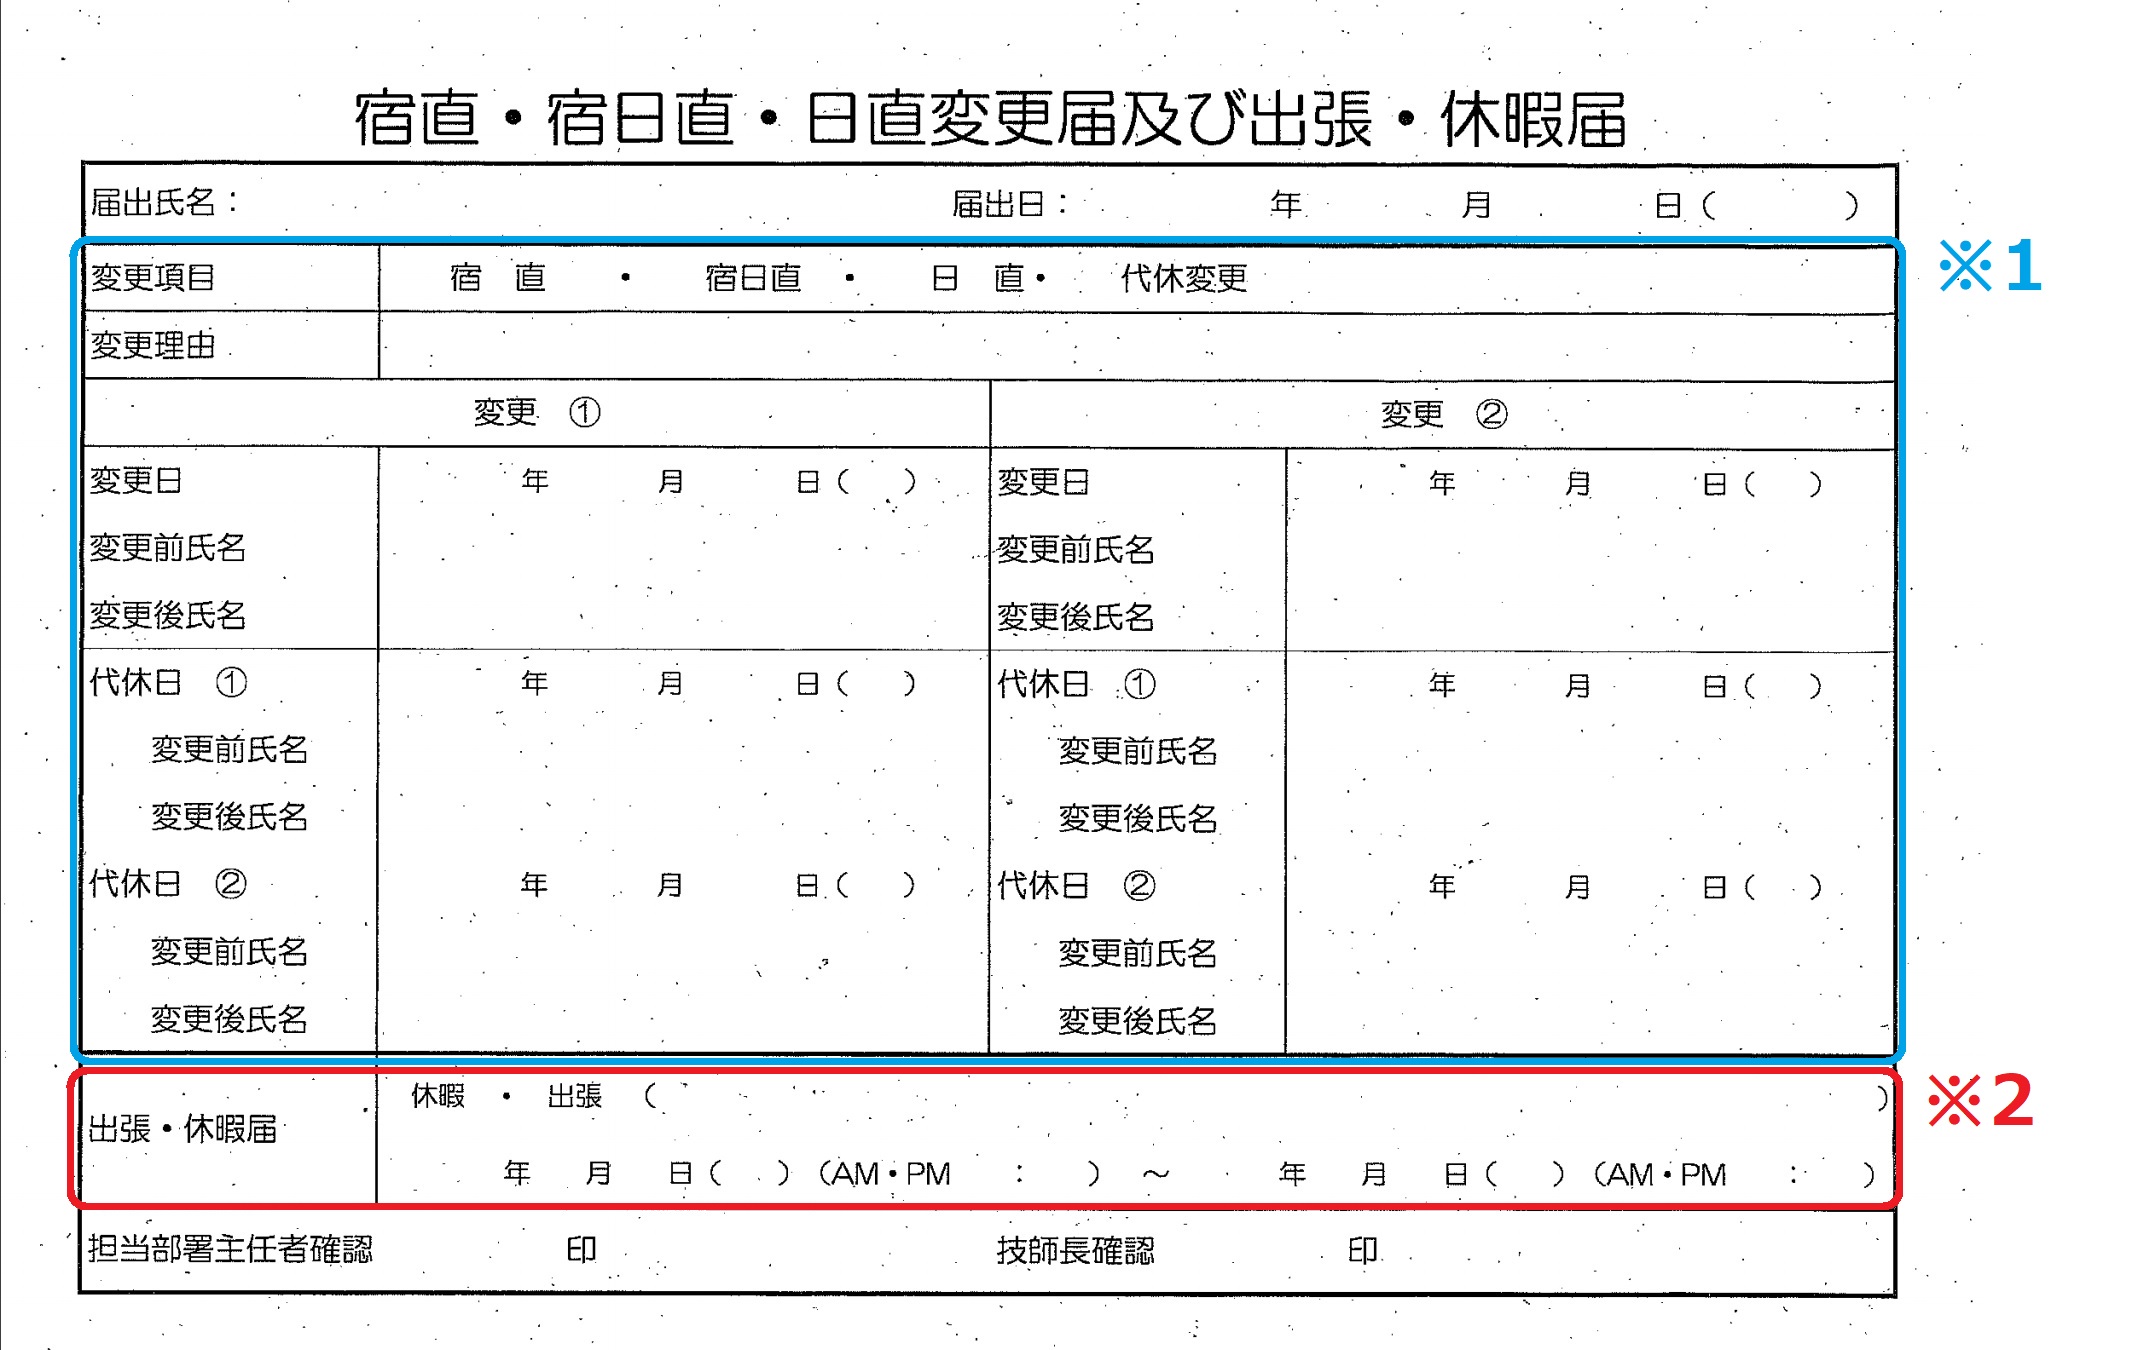 宿直・宿日直・日直変更届及び出張・休暇届
届出氏名： 届出日： 年 月 日（ ）
変更項目 宿 直 ・ 宿日直 ・ 日 直・ 代休変更
※1
変更理由
変更 ① 変更 ②
変更日 年 月 日（ ） 変更日 年 月 日（ ）
変更前氏名 変更前氏名
変更後氏名 変更後氏名
代休日 ① 年 月 日（ ） 代休日 ① 年 月 日（ ）
変更前氏名 変更前氏名
変更後氏名 変更後氏名
代休日 ② 年 月 日（ ） 代休日 ② 年 月 日（ ）
変更前氏名 変更前氏名
変更後氏名 変更後氏名
休暇 ・ 出張 （ ）
※2
出張・休暇届
年 月 日（ ）（AM・PM ： ） ～ 年 月 日（ ）（AM・PM ： ）
担当部署主任者確認 印 技師長確認 印